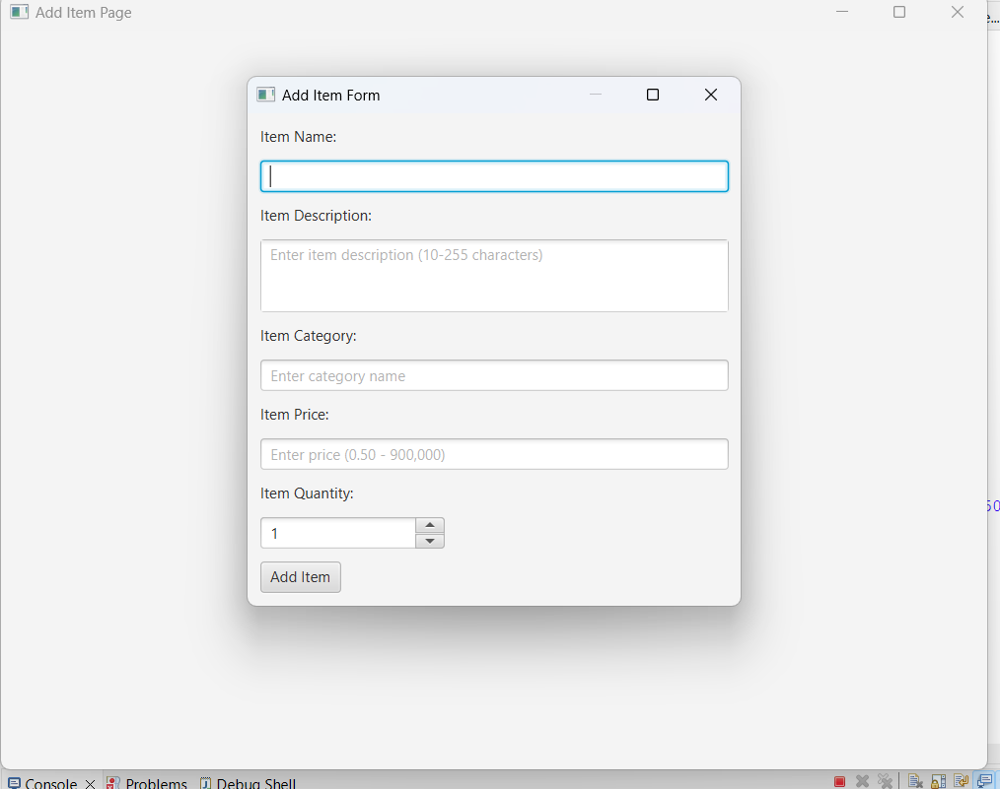 Add Item Page
e...
Add Item Form
Item Name:
Item Description:
Enter item description (10-255 characters)
Item Category:
Enter category name
Item Price:
Enter price (0.50 - 900,000)
Item Quantity:
50
1
Add Item
Console
Problems
Debug Shell